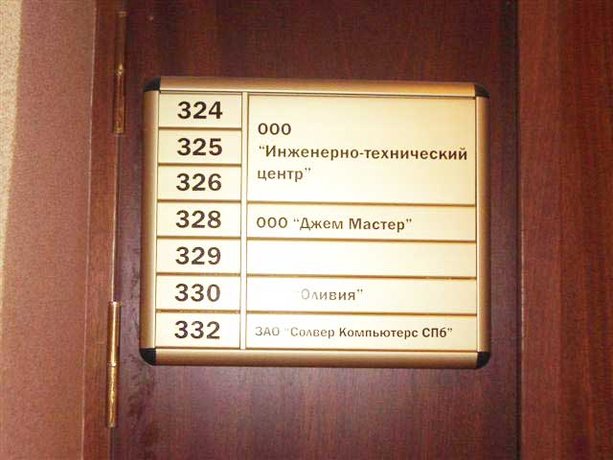 324
325
326
ООО
"Инженерно-технический
центр"
328 ООО "Джем Мастер"
329
330 "Оливия"
332 ЗАО "Солвер Компьютерс СПб"